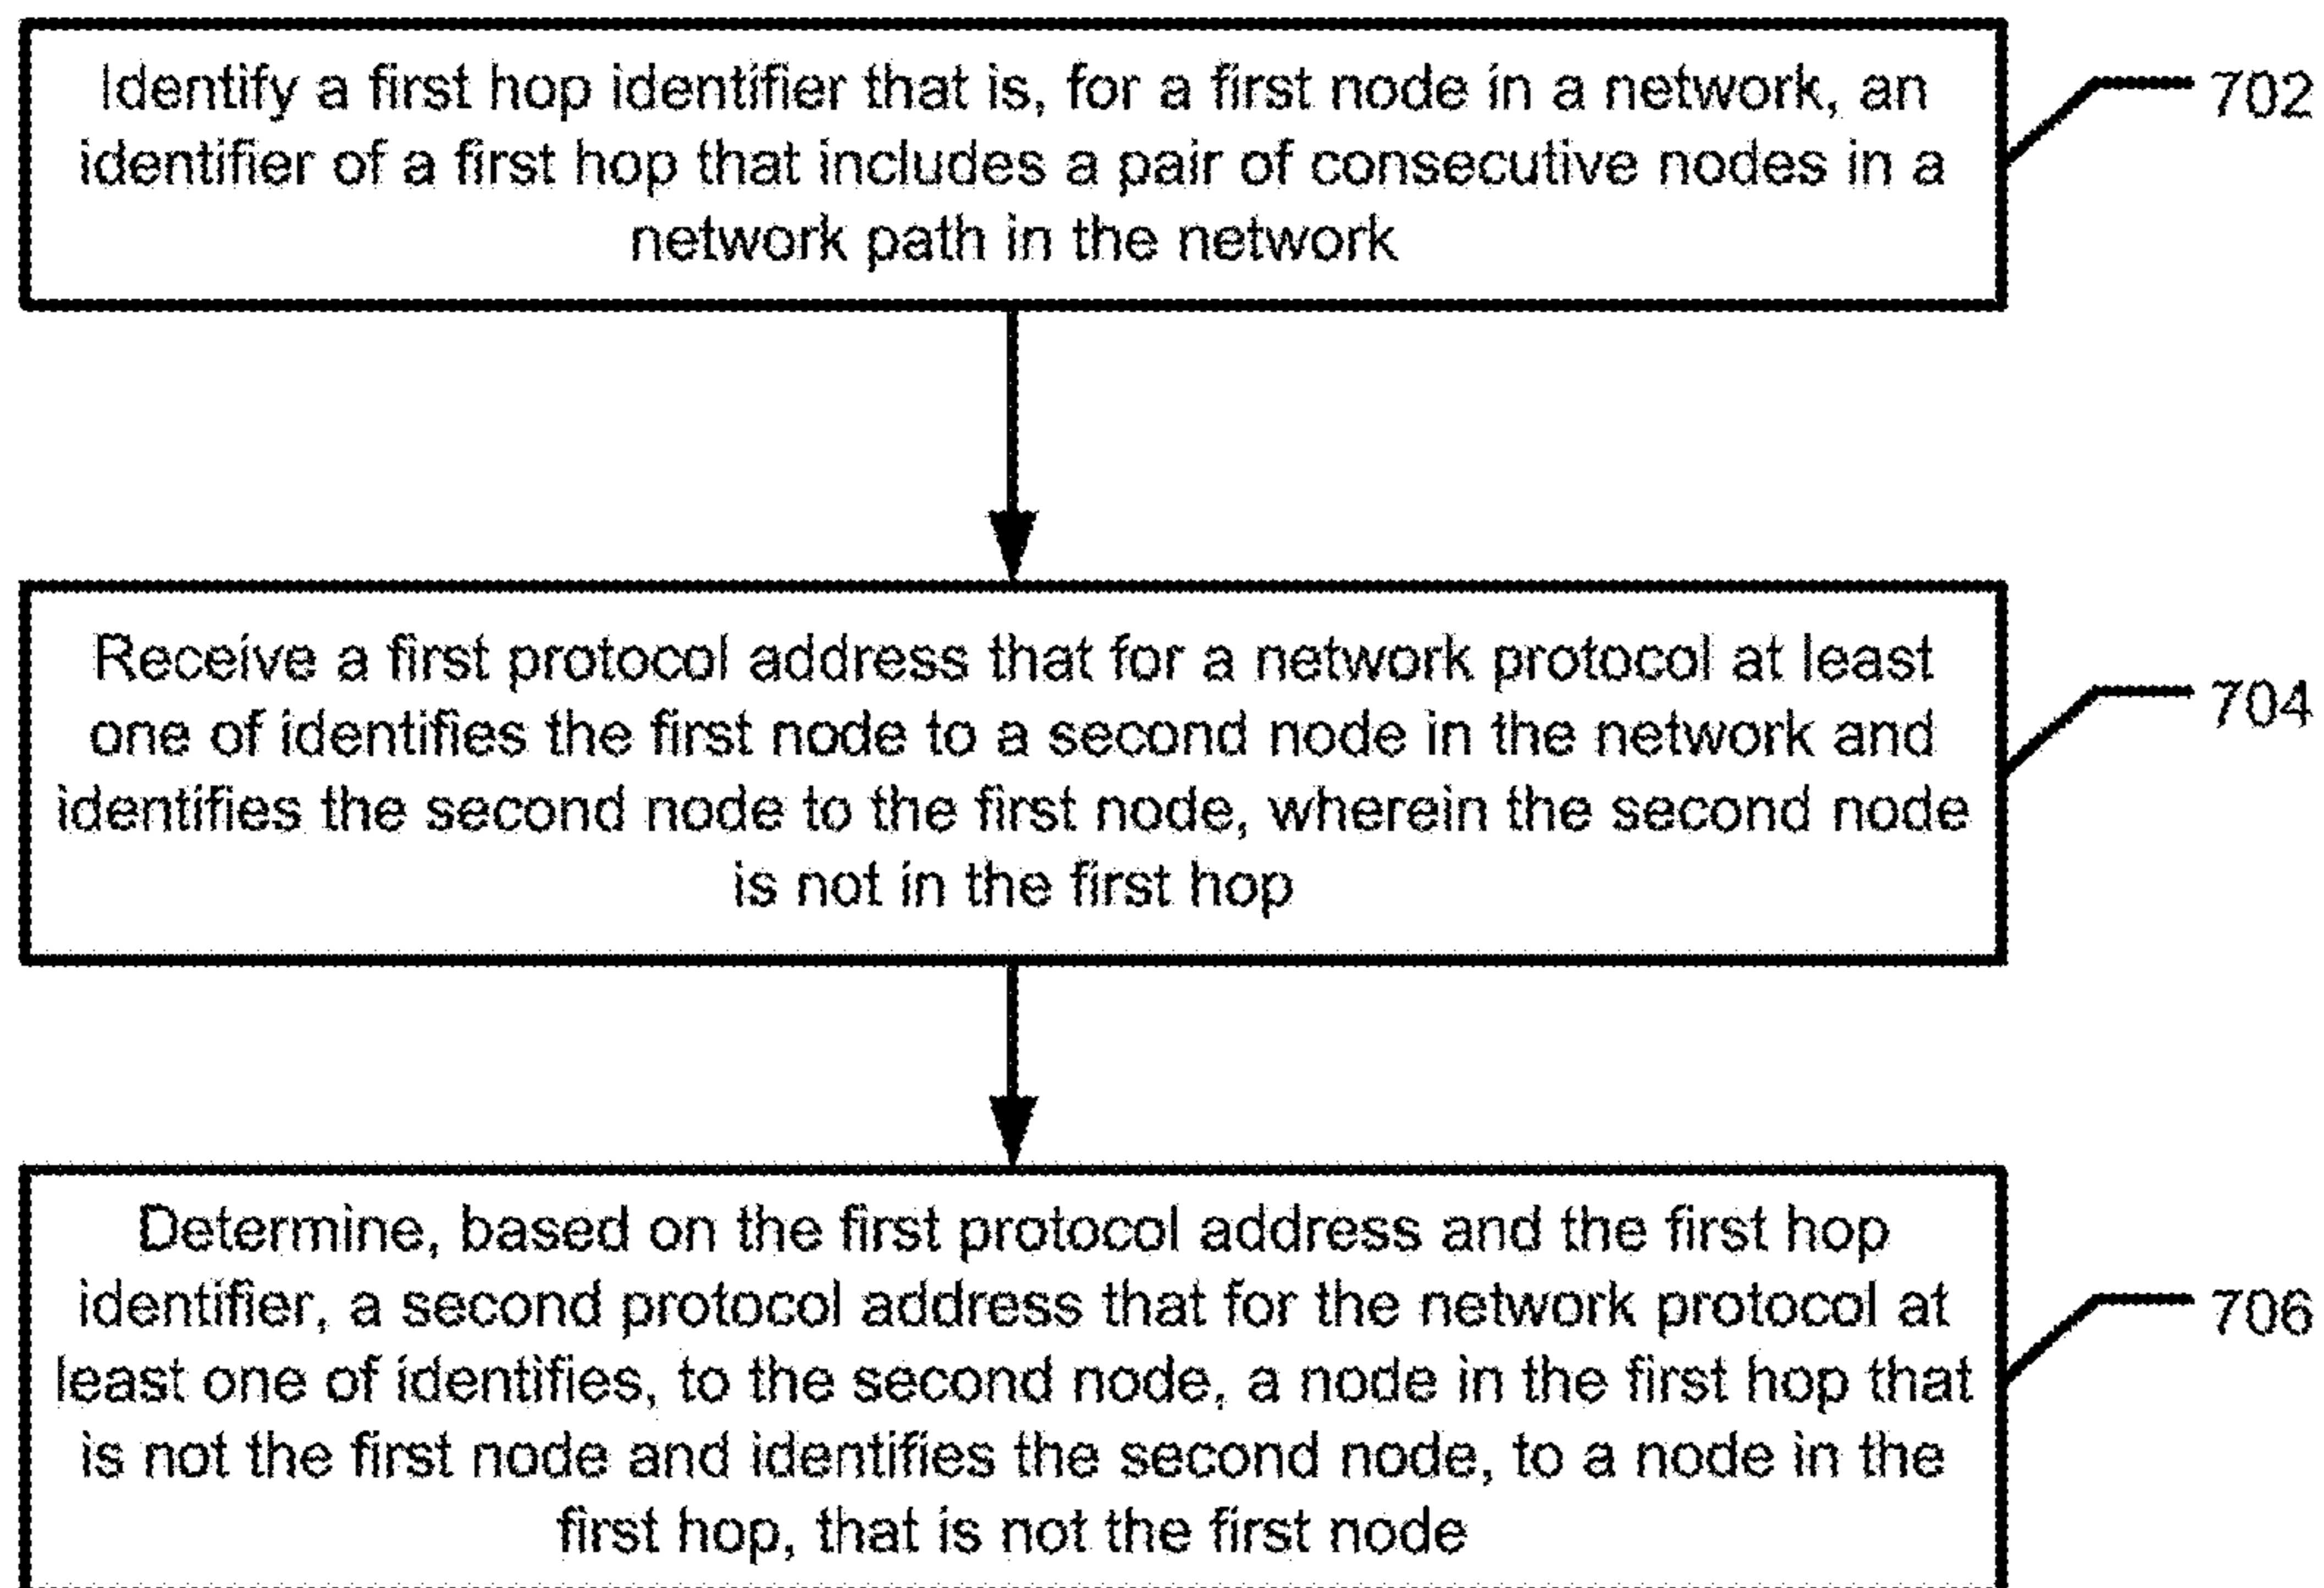 Identify a first hop identifier that is, for a first node in a network, an
identifier of a first hop that includes a pair of consecutive nodes in a
network path in the network
702
Receive a first protocol address that for a network protocol at least
one of identifies the first node to a second node in the network and
identifies the second node to the first node, wherein the second node
is not in the first hop
704
Determine, based on the first protocol address and the first hop
identifier, a second protocol address that for the network protocol at
least one of identifies, to the second node, a node in the first hop that
is not the first node and identifies the second node, to a node in the
first hop, that is not the first node
706